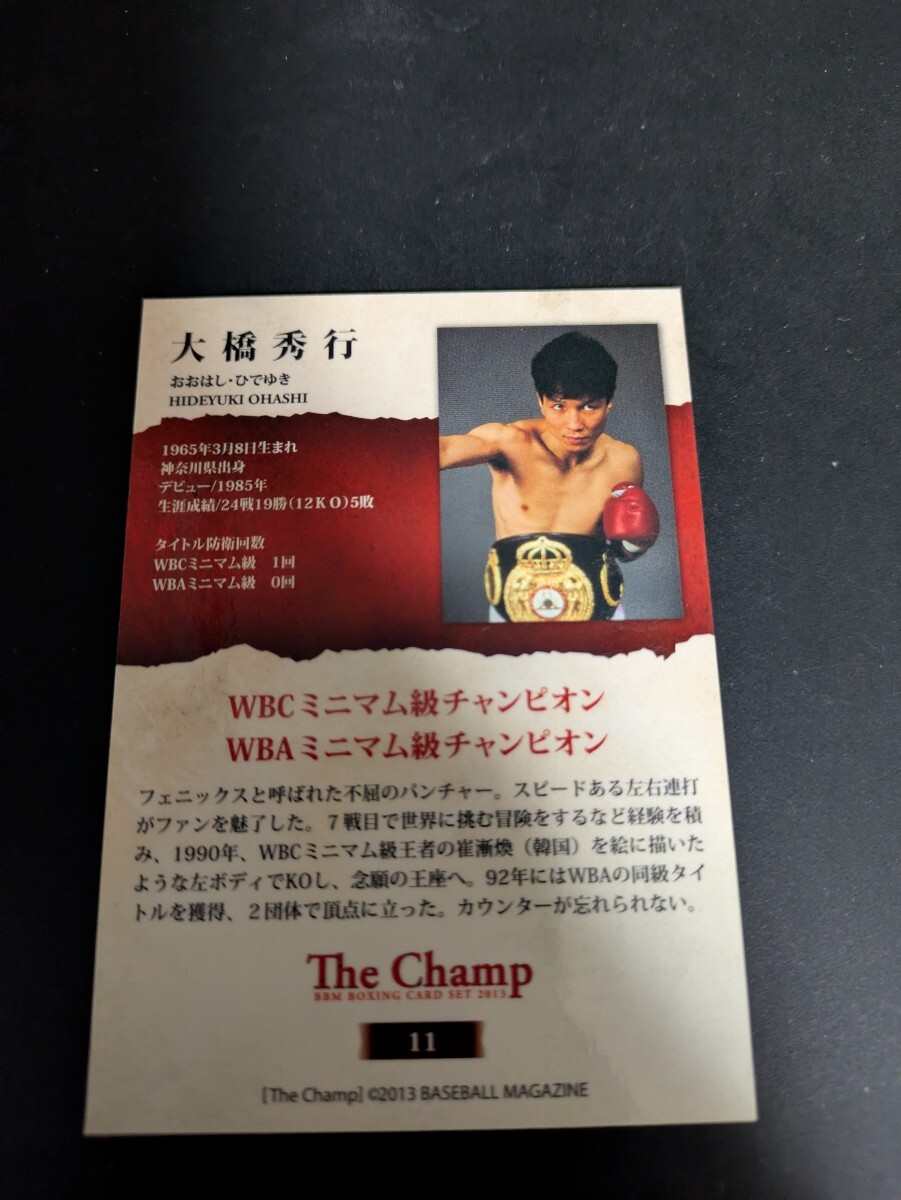 大橋秀行
おおはし・ひでゆき
HIDEYUKI OHASHI
1965年3月8日生まれ
神奈川県出身
デビュー/1985年
生涯成績/24戦19勝(12KO)5敗
タイトル防衛回数
WBCミニマム級 1回
WBAミニマム級 0回
WBCミニマム級チャンピオン
WBAミニマム級チャンピオン
フェニックスと呼ばれた不屈のパンチャー。スピードある左右連打
がファンを魅了した。7戦目で世界に挑む冒険をするなど経験を積
み、1990年、WBCミニマム級王者の崔漸煥(韓国)を絵に描いた
ような左ボディでKOし、念願の王座へ。92年にはWBAの同級タイ
トルを獲得、2団体で頂点に立った。カウンターが忘れられない。
The Champ
BBM BOXING CARD SET 2013
11
[The Champ] ©2013 BASEBALL MAGAZINE